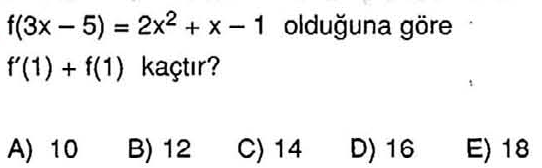 f(3x – 5) = 2x² + x – 1 olduğuna göre
f′(1) + f(1) kaçtır?
A) 10 B) 12 C) 14 D) 16 E) 18